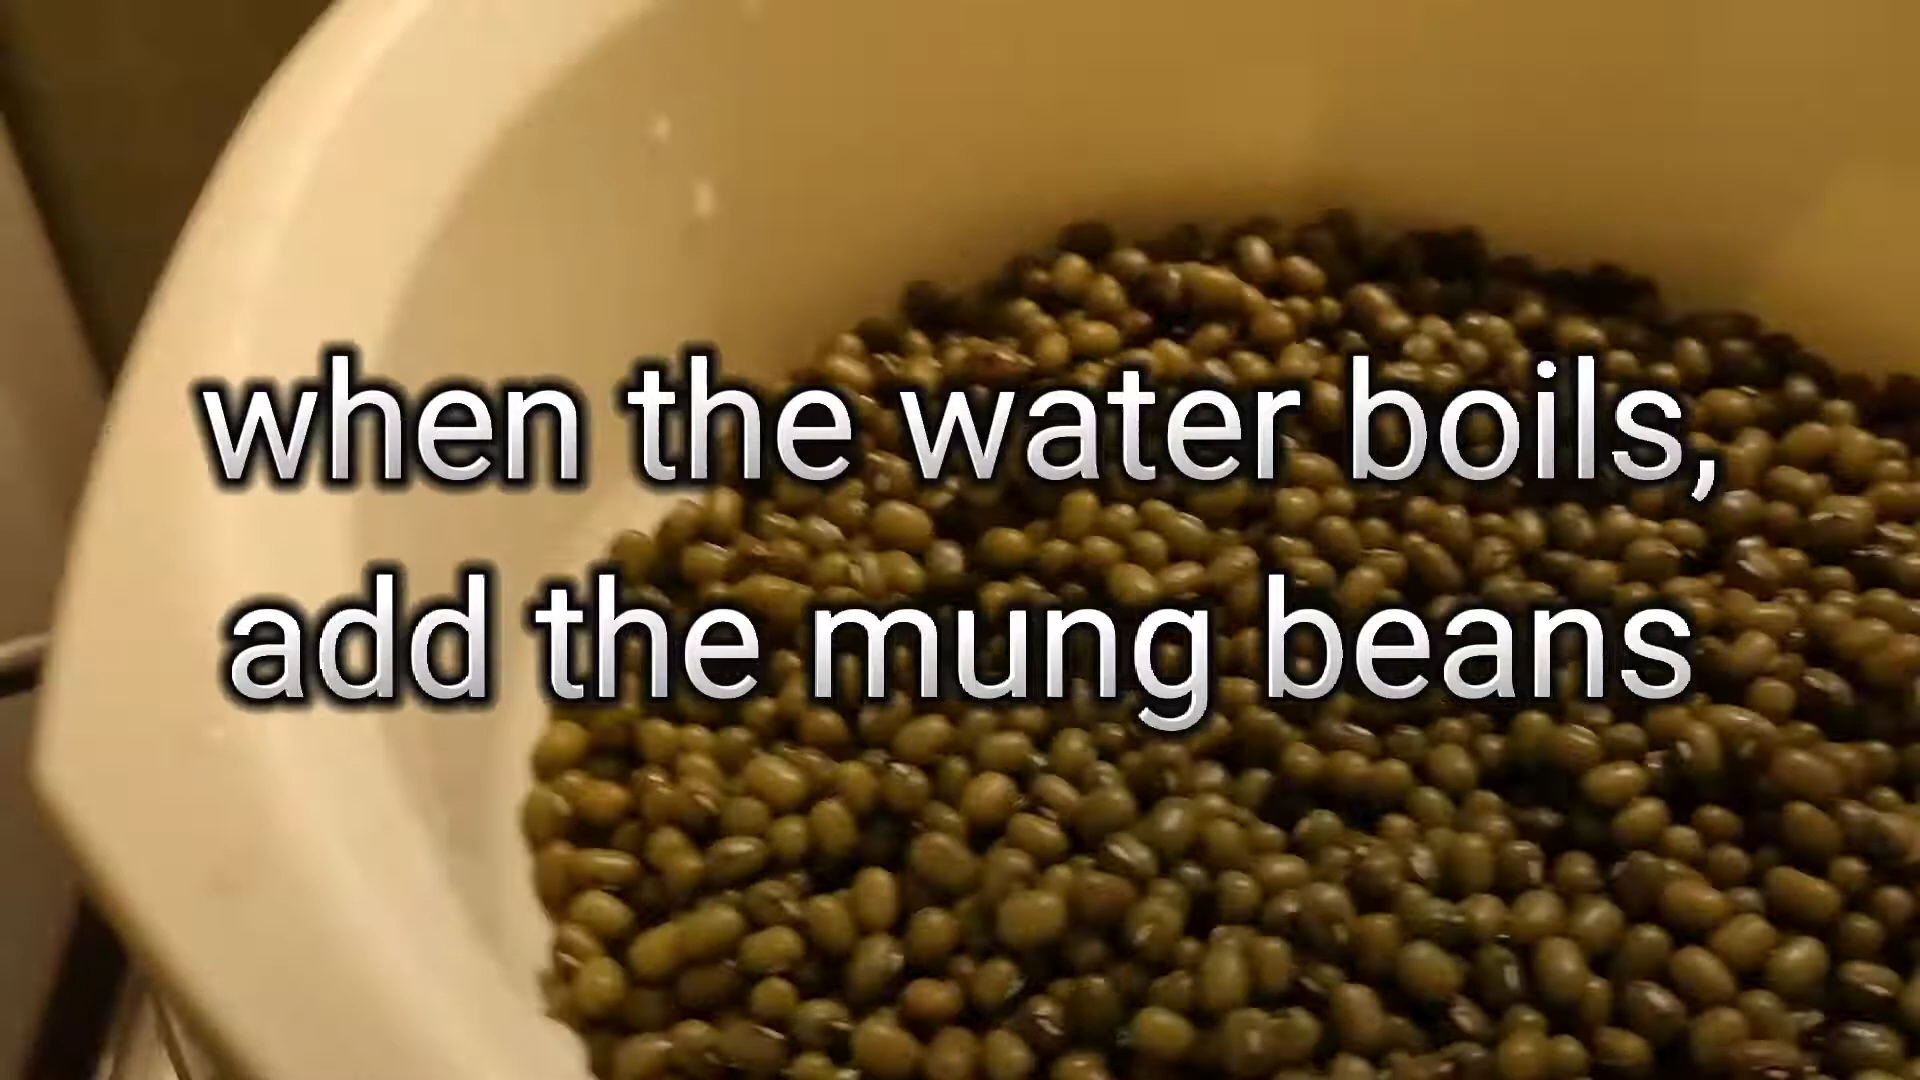 when the water boils,
add the mung beans